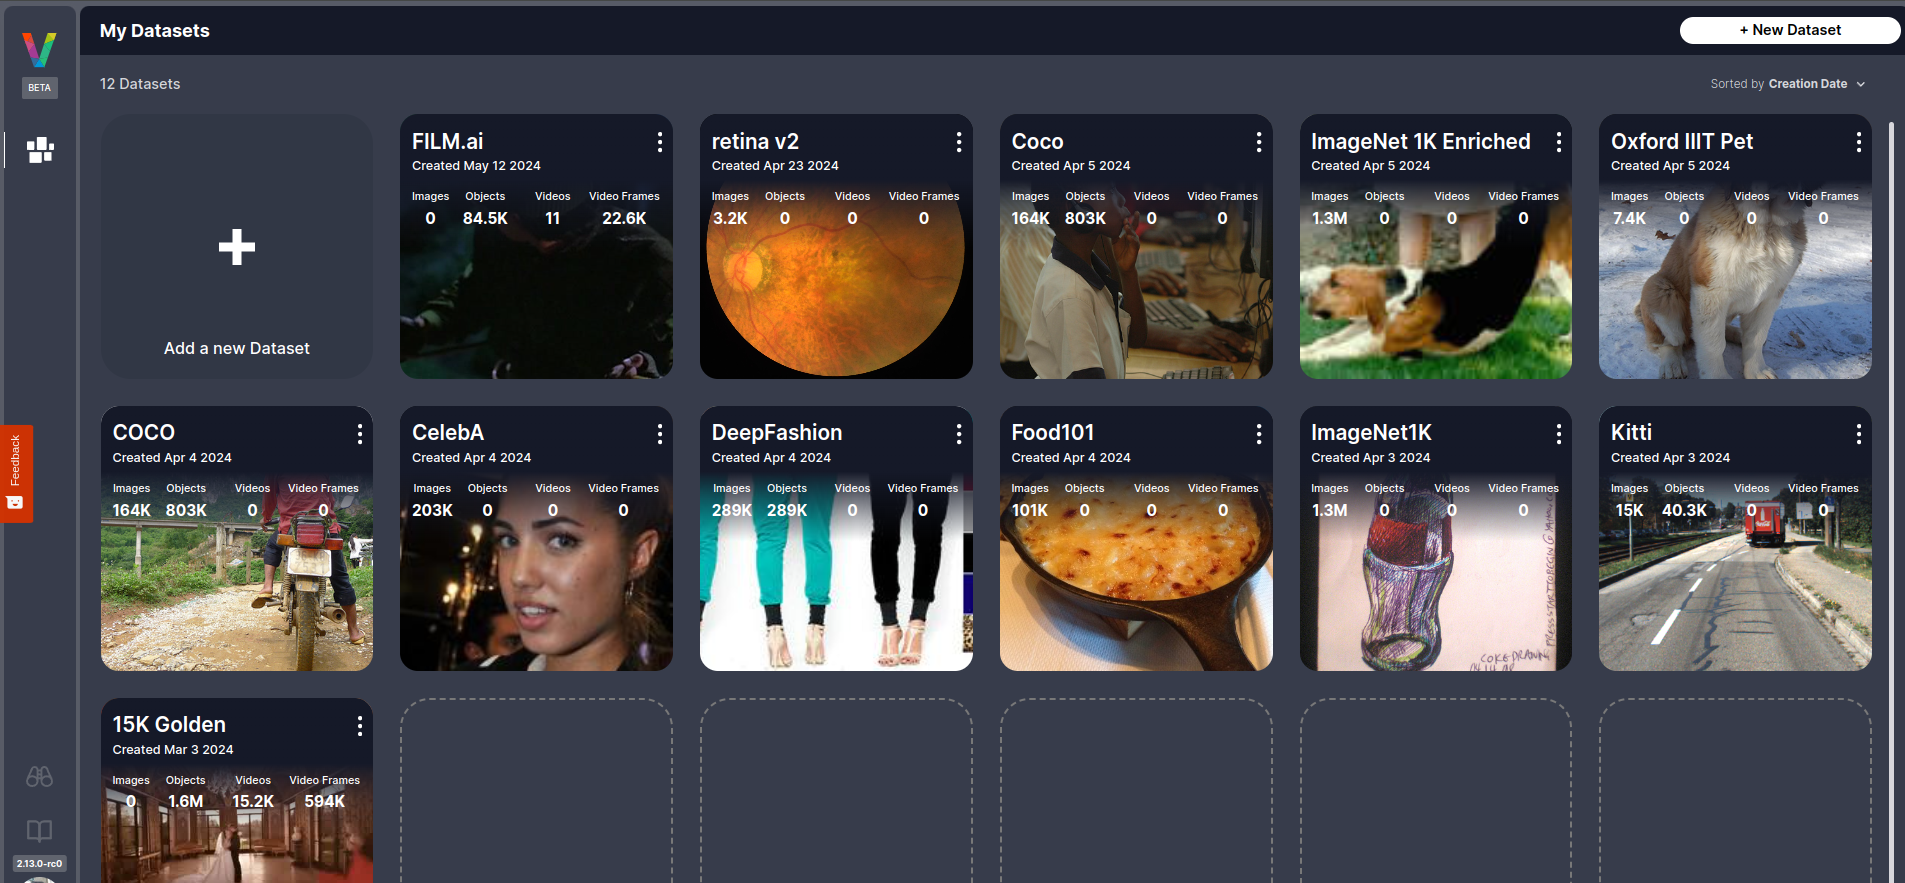 My Datasets
+ New Dataset
BETA
12 Datasets
Sorted by Creation Date
Add a new Dataset
FILM.ai
Created May 12 2024
Images Objects Videos Video Frames
0 84.5K 11 22.6K
retina v2
Created Apr 23 2024
Images Objects Videos Video Frames
3.2K 0 0 0
Coco
Created Apr 5 2024
Images Objects Videos Video Frames
164K 803K 0 0
ImageNet 1K Enriched
Created Apr 5 2024
Images Objects Videos Video Frames
1.3M 0 0 0
Oxford IIIT Pet
Created Apr 5 2024
Images Objects Videos Video Frames
7.4K 0 0 0
Feedback
COCO
Created Apr 4 2024
Images Objects Videos Video Frames
164K 803K 0 0
CelebA
Created Apr 4 2024
Images Objects Videos Video Frames
203K 0 0 0
DeepFashion
Created Apr 4 2024
Images Objects Videos Video Frames
289K 289K 0 0
Food101
Created Apr 4 2024
Images Objects Videos Video Frames
101K 0 0 0
ImageNet1K
Created Apr 3 2024
Images Objects Videos Video Frames
1.3M 0 0 0
COKE DRAWING
Kitti
Created Apr 3 2024
Images Objects Videos Video Frames
15K 40.3K 0 0
15K Golden
Created Mar 3 2024
Images Objects Videos Video Frames
0 1.6M 15.2K 594K
2.13.0-rc0